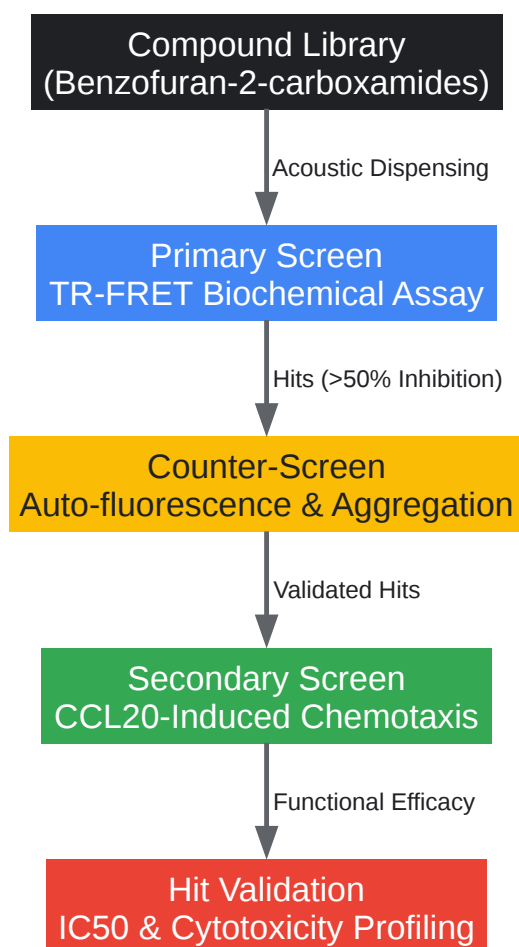 Compound Library
(Benzofuran-2-carboxamides)
Acoustic Dispensing
Primary Screen
TR-FRET Biochemical Assay
Hits (>50% Inhibition)
Counter-Screen
Auto-fluorescence & Aggregation
Validated Hits
Secondary Screen
CCL20-Induced Chemotaxis
Functional Efficacy
Hit Validation
IC50 & Cytotoxicity Profiling